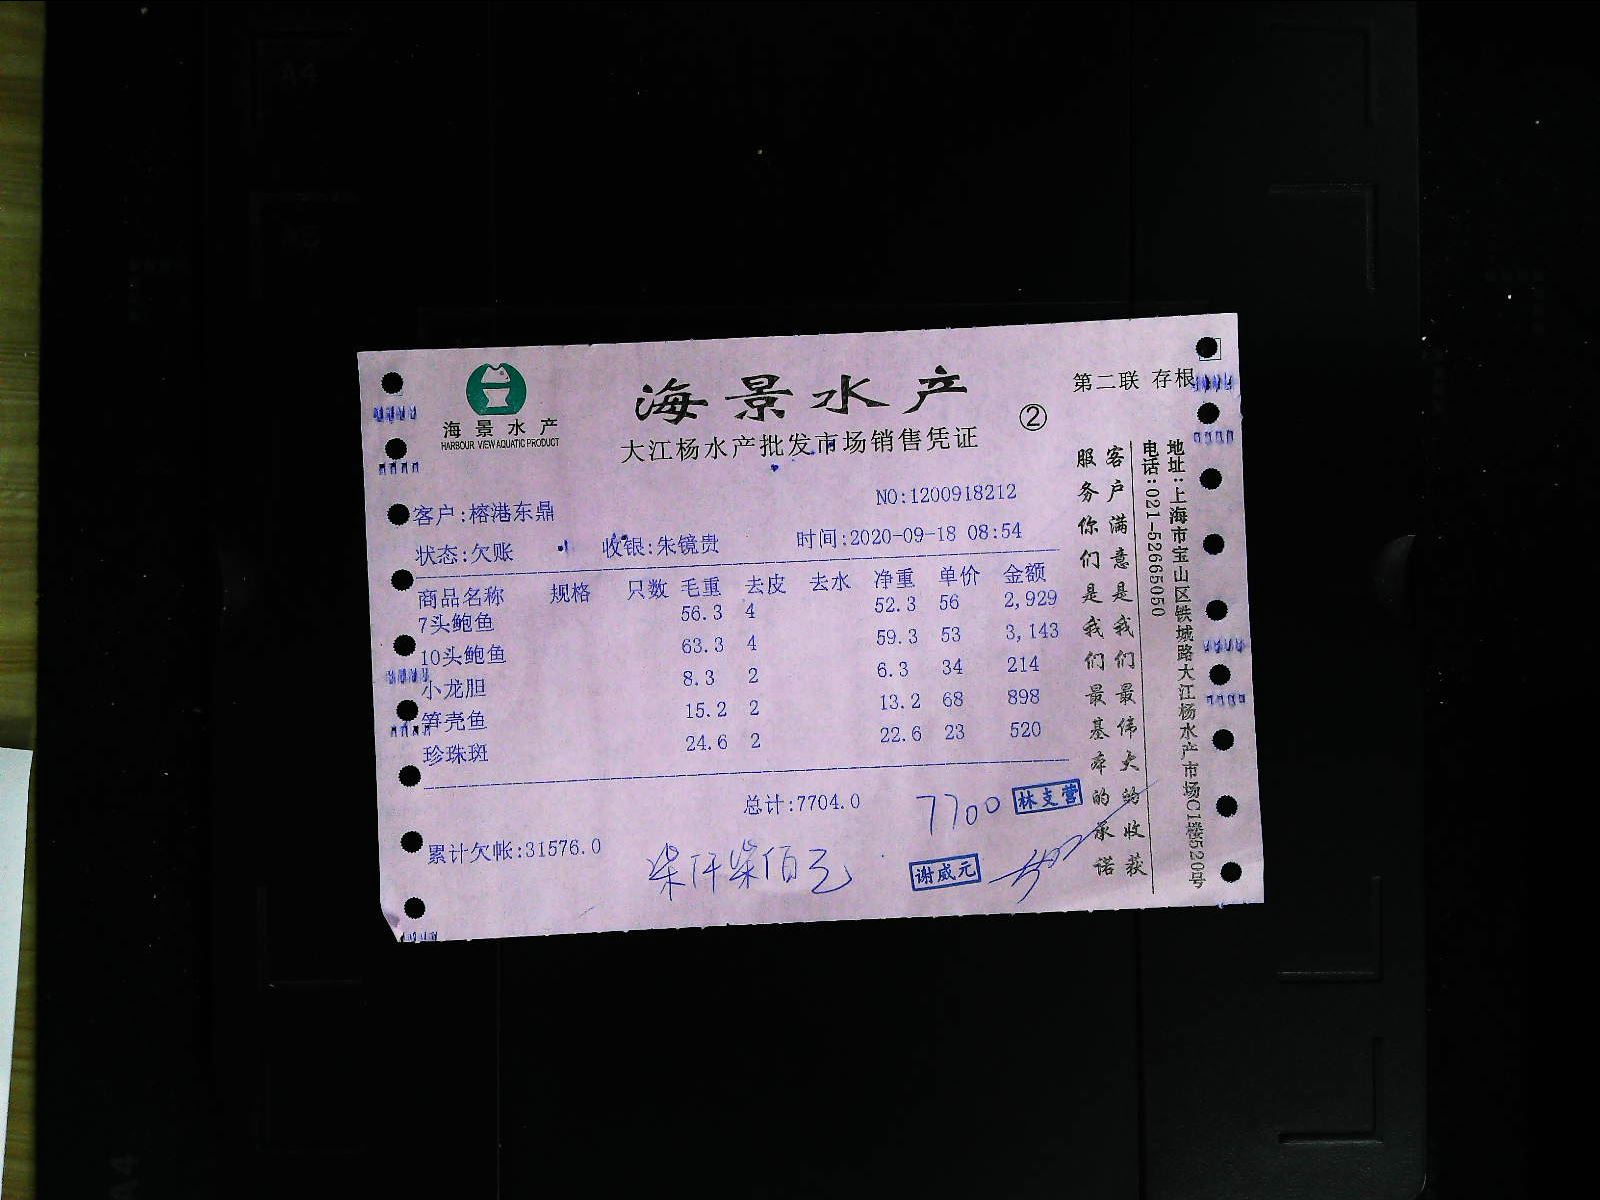 海景水产
HARBOUR VIEW AQUATIC PRODUCT
海景水产
大江杨水产批发市场销售凭证
②
第二联 存根
NO:1200918212
客户:榕港东鼎
状态:欠账 收银:朱镜贵 时间:2020-09-18 08:54
商品名称 规格 只数 毛重 去皮 去水 净重 单价 金额
7头鲍鱼 56.3 4 52.3 56 2,929
10头鲍鱼 63.3 4 59.3 53 3,143
小龙胆 8.3 2 6.3 34 214
笋壳鱼 15.2 2 13.2 68 898
珍珠斑 24.6 2 22.6 23 520
总计:7704.0
7700
林支营
累计欠帐:31576.0
柒仟柒佰元
谢威元
地址:上海市宝山区铁城路大江杨水产市场C1楼520号
电话:021-52665050
客户满意是我们最伟大的收获
服务你们是我们最基本的承诺